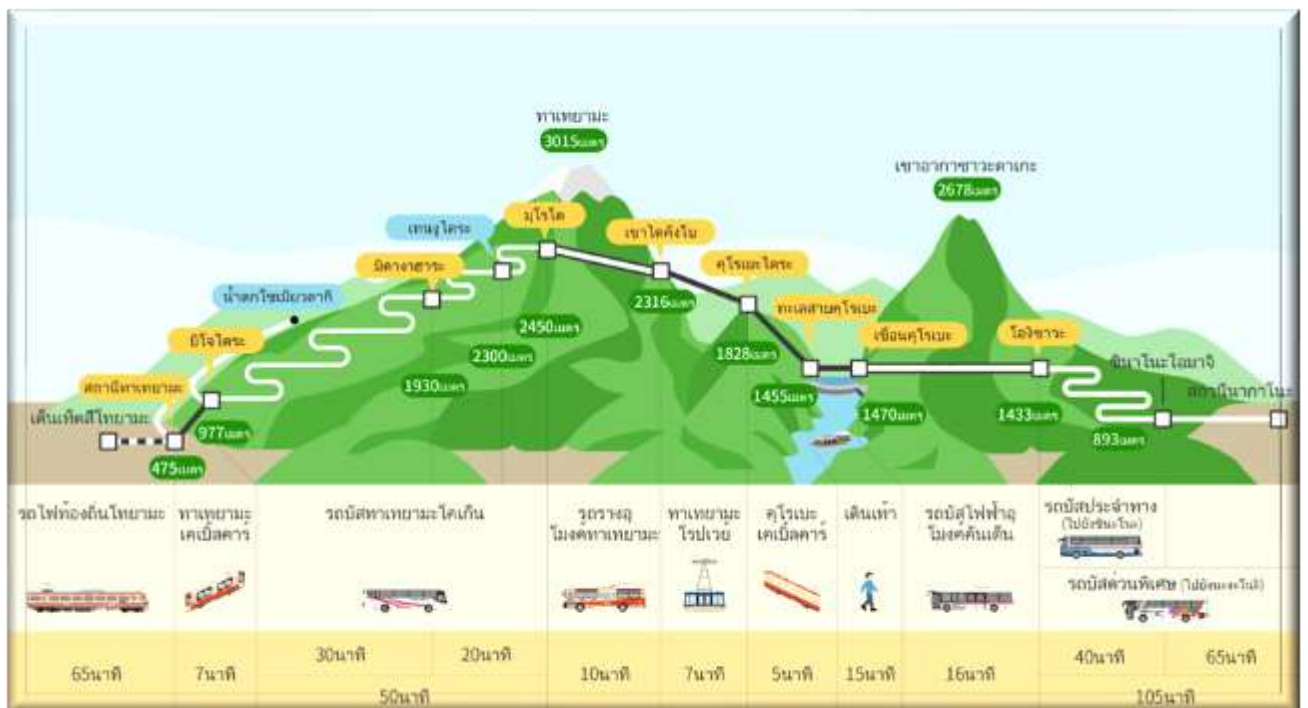 ทาเทยามะ
3015เมตร
เขาอากาซาวะดาเกะ
2678เมตร
มุโรโด
เทนงูไดระ
เขาไดคังโบ
มิดางาฮาระ
คุโรเบะไดระ
น้ำตกโชเมียวดากิ
2316เมตร
ทะเลสาบคุโรเบะ
2450เมตร
เขื่อนคุโรเบะ
โอกิซาวะ
บิโจไดระ
2300เมตร
1828เมตร
ชินาโนะโอมาจิ
สถานีทาเทยามะ
1930เมตร
1455เมตร
สถานีนากาโนะ
เด็นเท็ตสึโทยามะ
977เมตร
1470เมตร
1433เมตร
893เมตร
475เมตร
รถไฟท้องถิ่นโทยามะ
ทาเทยามะ
เคเบิ้ลคาร์
รถบัสทาเทยามะโคเก็น
รถรางอุ
โมงค์ทาเทยามะ
ทาเทยามะ
โรปเวย์
คุโรเบะ
เคเบิ้ลคาร์
เดินเท้า
รถบัสไฟฟ้าอุ
โมงค์คันเด็น
รถบัสประจำทาง
รถบัสด่วนพิเศษ
65นาที
7นาที
30นาที
20นาที
50นาที
10นาที
7นาที
5นาที
15นาที
16นาที
40นาที
65นาที
105นาที